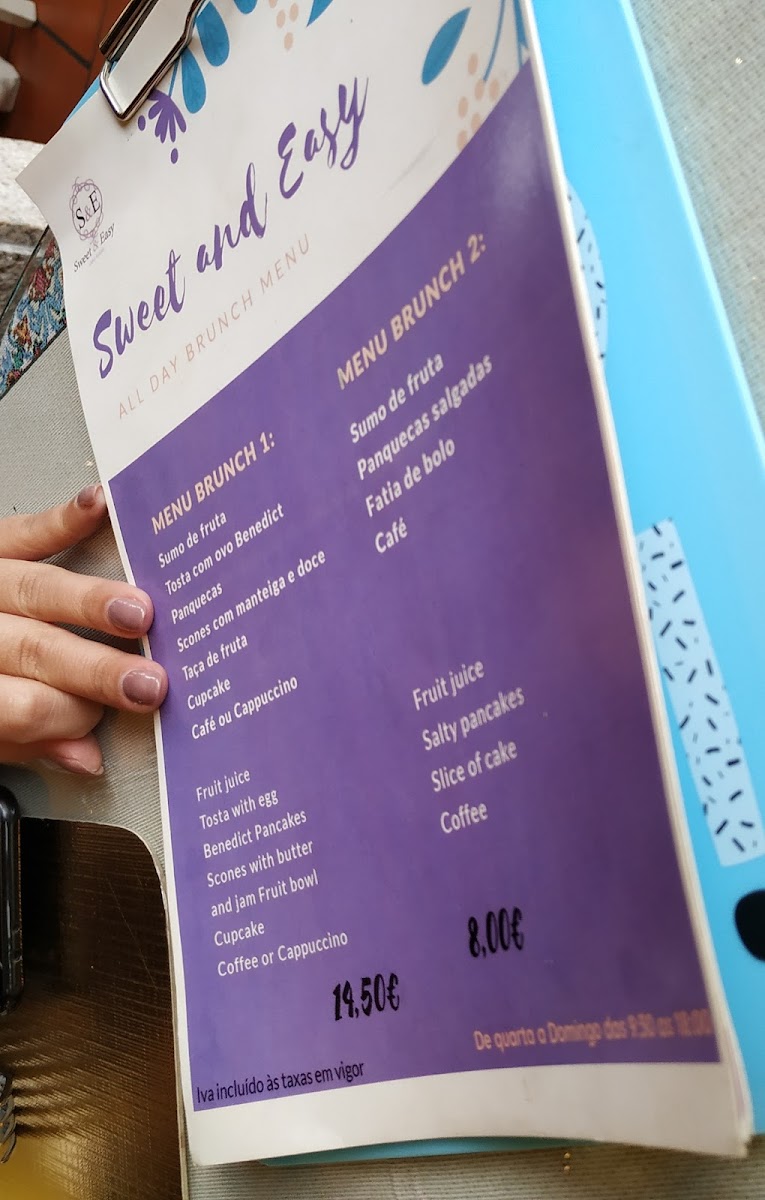 S&E
Sweet & Easy
Sweet and Easy
ALL DAY BRUNCH MENU
MENU BRUNCH 1:
Sumo de fruta
Tosta com ovo Benedict
Panquecas
Scones com manteiga e doce
Taça de fruta
Cupcake
Café ou Cappuccino
Fruit juice
Tosta with egg
Benedict Pancakes
Scones with butter
and jam Fruit bowl
Cupcake
Coffee or Cappuccino
14,50€
MENU BRUNCH 2:
Sumo de fruta
Panquecas salgadas
Fatia de bolo
Café
Fruit juice
Salty pancakes
Slice of cake
Coffee
8,00€
De quarta a Domingo das 9:30 as 18:00
Iva incluído às taxas em vigor